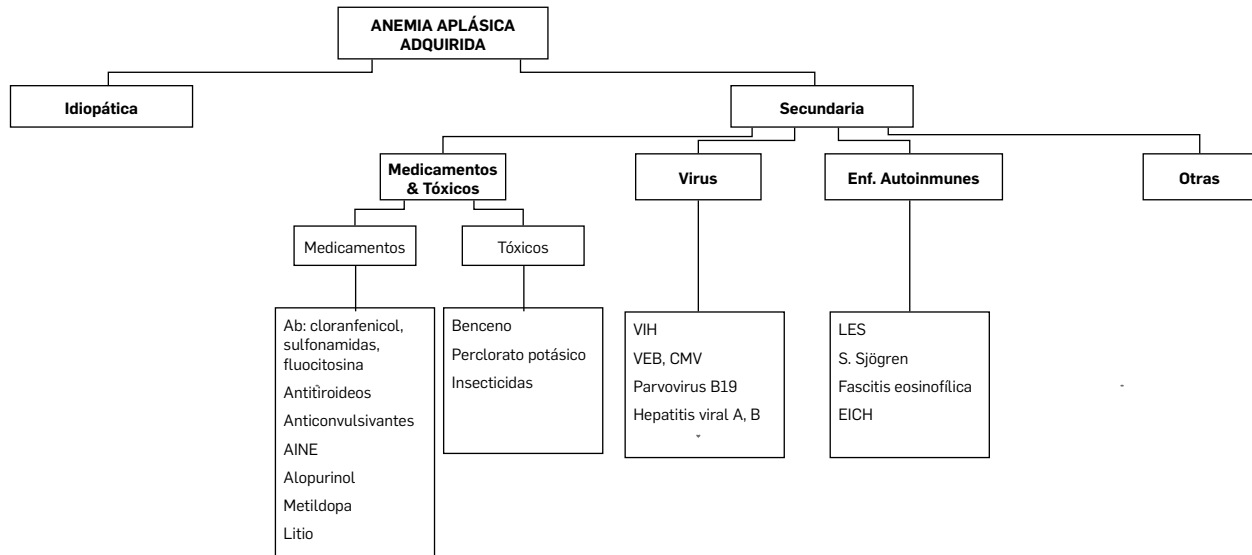 ANEMIA APLÁSICA
ADQUIRIDA
Idiopática
Secundaria
Medicamentos
& Tóxicos
Virus
Enf. Autoinmunes
Otras
Medicamentos
Tóxicos
Ab: cloranfenicol,
sulfonamidas,
fluocitosina
Antitiroideos
Anticonvulsivantes
AINE
Alopurinol
Metildopa
Litio
Benceno
Perclorato potásico
Insecticidas
VIH
VEB, CMV
Parvovirus B19
Hepatitis viral A, B
LES
S. Sjögren
Fascitis eosinofílica
EICH